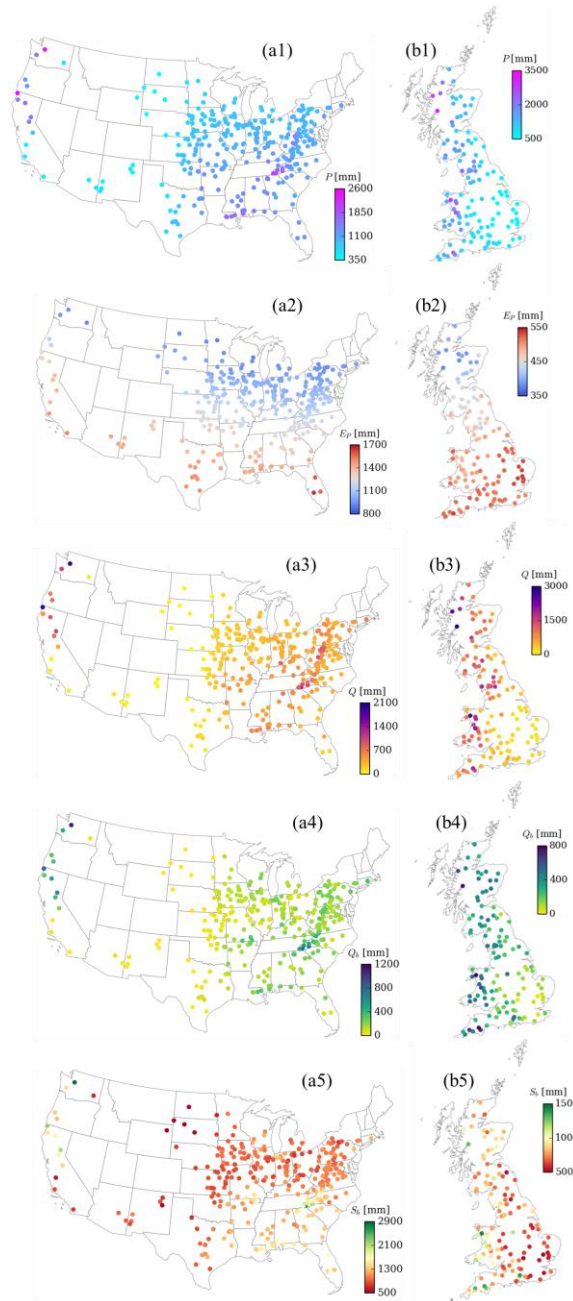 (a1)
P [mm]
2600
1850
1100
350
(b1)
P [mm]
3500
2000
500
(a2)
E_P [mm]
1700
1400
1100
800
(b2)
E_P [mm]
550
450
350
(a3)
Q [mm]
2100
1400
700
0
(b3)
Q [mm]
3000
1500
0
(a4)
Q_b [mm]
1200
800
400
0
(b4)
Q_b [mm]
800
400
0
(a5)
S_b [mm]
2900
2100
1300
500
(b5)
S_b [mm]
150
1000
500